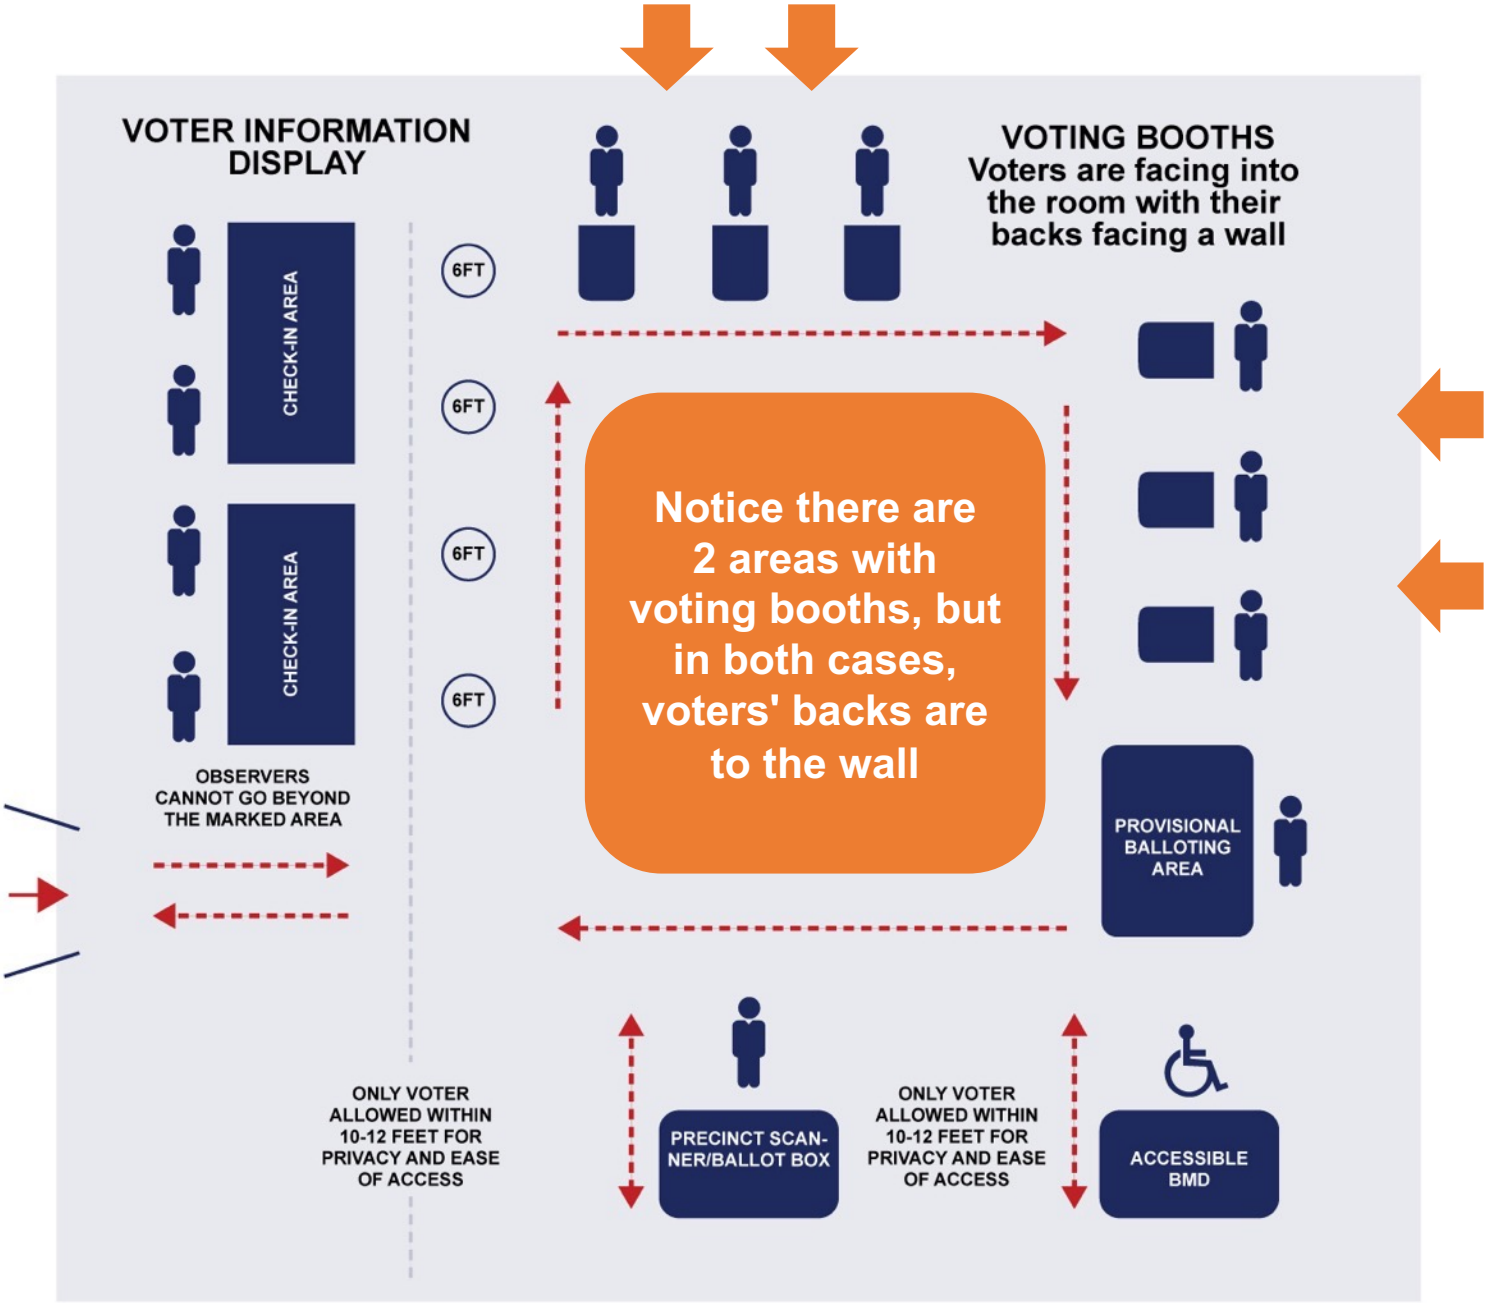 VOTER INFORMATION
DISPLAY
VOTING BOOTHS
Voters are facing into
the room with their
backs facing a wall
CHECK-IN AREA
CHECK-IN AREA
6FT
6FT
6FT
6FT
Notice there are
2 areas with
voting booths, but
in both cases,
voters' backs are
to the wall
OBSERVERS
CANNOT GO BEYOND
THE MARKED AREA
PROVISIONAL
BALLOTING
AREA
ONLY VOTER
ALLOWED WITHIN
10-12 FEET FOR
PRIVACY AND EASE
OF ACCESS
PRECINCT SCAN-
NER/BALLOT BOX
ONLY VOTER
ALLOWED WITHIN
10-12 FEET FOR
PRIVACY AND EASE
OF ACCESS
ACCESSIBLE
BMD